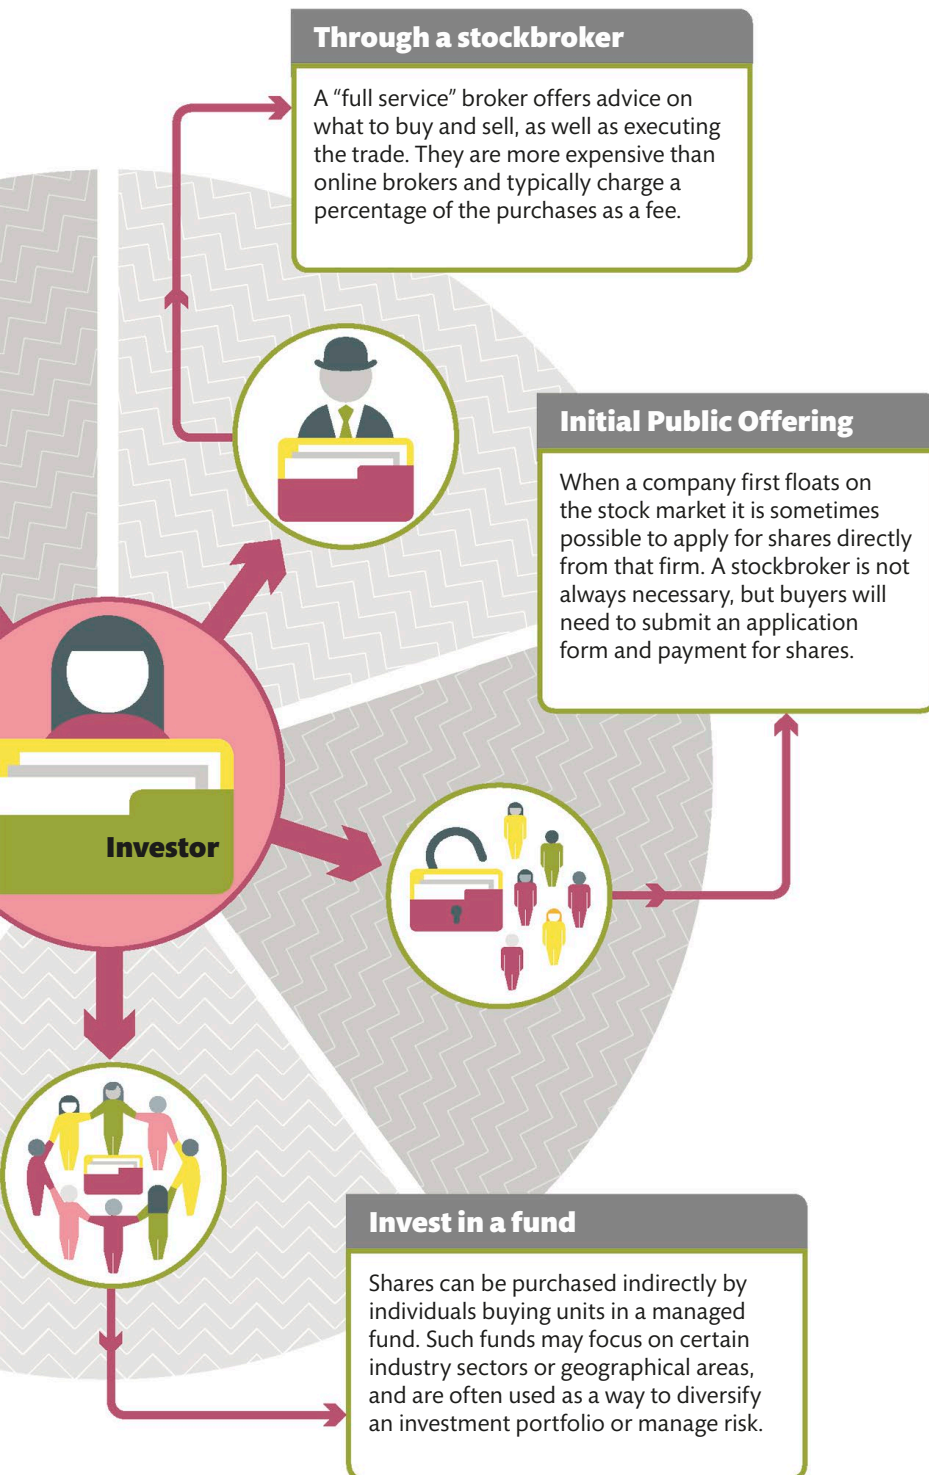 Through a stockbroker
A “full service” broker offers advice on
what to buy and sell, as well as executing
the trade. They are more expensive than
online brokers and typically charge a
percentage of the purchases as a fee.
Initial Public Offering
When a company first floats on
the stock market it is sometimes
possible to apply for shares directly
from that firm. A stockbroker is not
always necessary, but buyers will
need to submit an application
form and payment for shares.
Investor
Invest in a fund
Shares can be purchased indirectly by
individuals buying units in a managed
fund. Such funds may focus on certain
industry sectors or geographical areas,
and are often used as a way to diversify
an investment portfolio or manage risk.